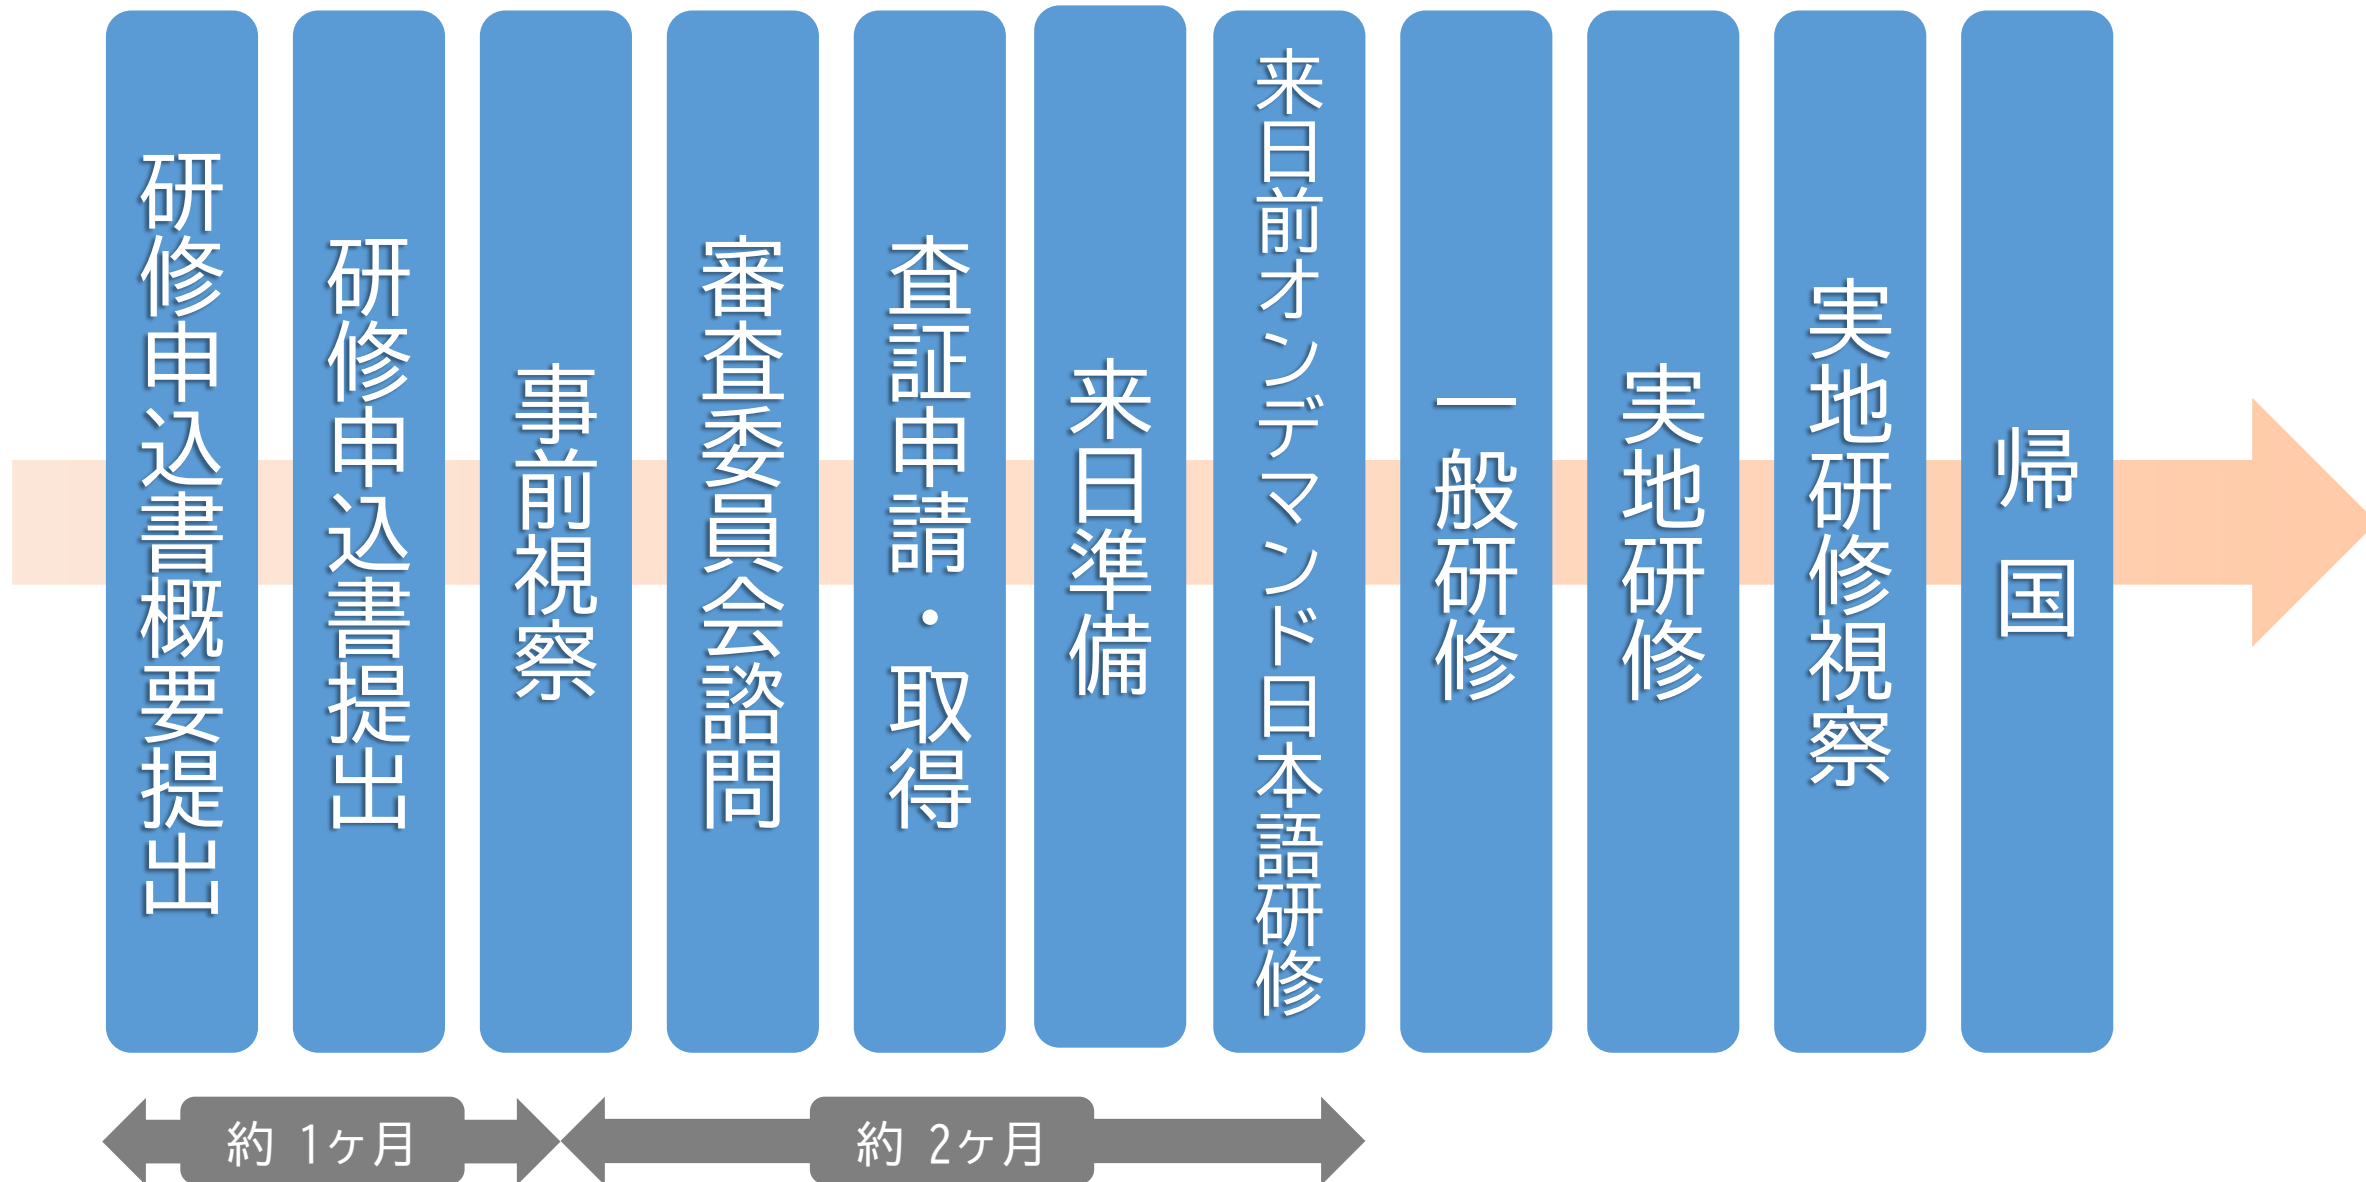 研修申込書概要提出
研修申込書提出
事前視察
審査委員会諮問
査証申請・取得
来日準備
来日前オンデマンド日本語研修
一般研修
実地研修
実地研修視察
帰 国
約 1ヶ月
約 2ヶ月